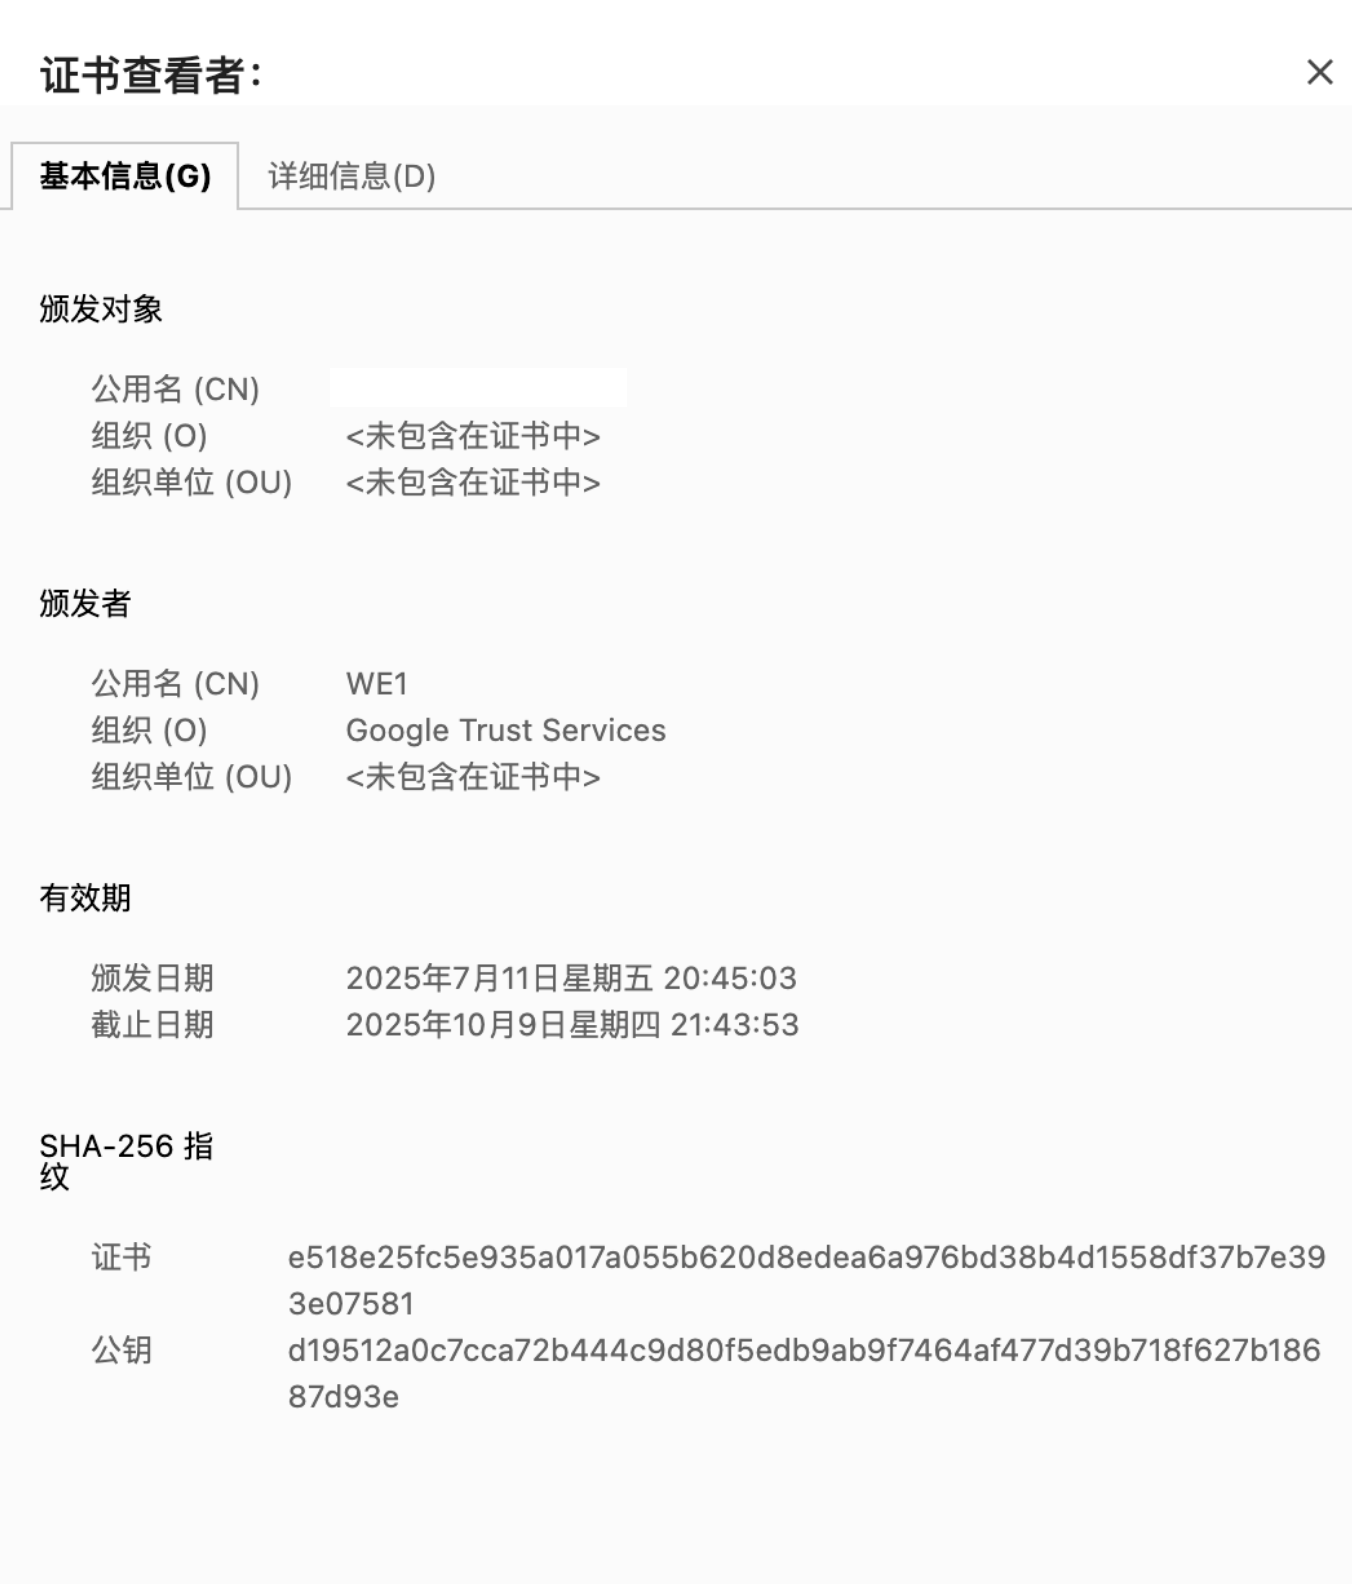 证书查看者：
基本信息(G) 详细信息(D)
颁发对象
公用名 (CN)
组织 (O) <未包含在证书中>
组织单位 (OU) <未包含在证书中>
颁发者
公用名 (CN) WE1
组织 (O) Google Trust Services
组织单位 (OU) <未包含在证书中>
有效期
颁发日期 2025年7月11日星期五 20:45:03
截止日期 2025年10月9日星期四 21:43:53
SHA-256 指
纹
证书 e518e25fc5e935a017a055b620d8edea6a976bd38b4d1558df37b7e39
3e07581
公钥 d19512a0c7cca72b444c9d80f5edb9ab9f7464af477d39b718f627b186
87d93e